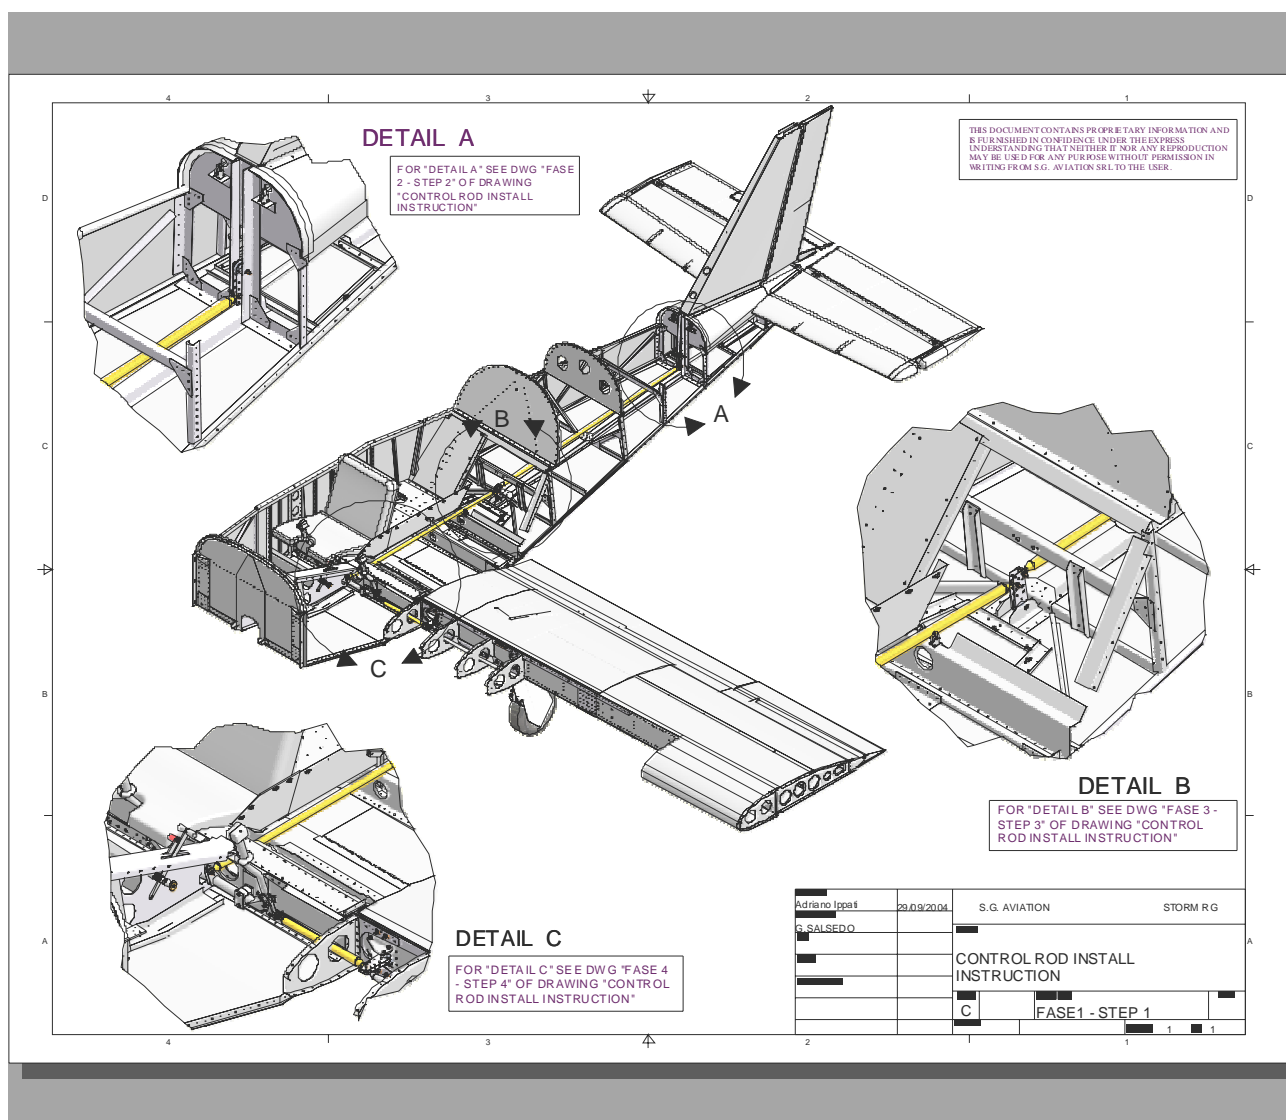 4
3
2
1
DETAIL A
FOR "DETAIL A" SEE DWG "FASE
2 - STEP 2" OF DRAWING
"CONTROL ROD INSTALL
INSTRUCTION"
THIS DOCUMENT CONTAINS PROPRIETARY INFORMATION AND
IS FURNISHED IN CONFIDENCE UNDER THE EXPRESS
UNDERSTANDING THAT NEITHER IT NOR ANY REPRODUCTION
MAY BE USED FOR ANY PURPOSE WITHOUT PERMISSION IN
WRITING FROM S.G. AVIATION SRL TO THE USER.
D
D
B
A
C
C
C
B
B
DETAIL B
FOR "DETAIL B" SEE DWG "FASE 3 -
STEP 3" OF DRAWING "CONTROL
ROD INSTALL INSTRUCTION"
DETAIL C
FOR "DETAIL C" SEE DWG "FASE 4
- STEP 4" OF DRAWING "CONTROL
ROD INSTALL INSTRUCTION"
A
A
Adriano Ippati
29/09/2004
S.G. AVIATION
STORM RG
G.SALSEDO
CONTROL ROD INSTALL
INSTRUCTION
C
FASE1 - STEP 1
1
1
4
3
2
1